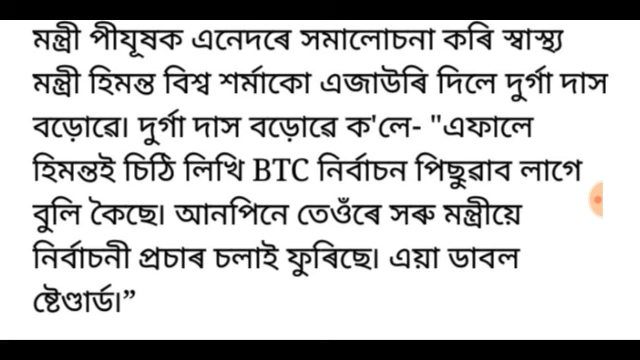 মন্ত্ৰী পীযূষক এনেদৰে সমালোচনা কৰি স্বাস্থ্য
মন্ত্ৰী হিমন্ত বিশ্ব শৰ্মাকো এজাউৰি দিলে দুৰ্গা দাস
বড়োৱে। দুৰ্গা দাস বড়োৱে ক'লে- "এফালে
হিমন্তই চিঠি লিখি BTC নিৰ্বাচন পিছুৱাব লাগে
বুলি কৈছে। আনপিনে তেওঁৰে সৰু মন্ত্ৰীয়ে
নিৰ্বাচনী প্ৰচাৰ চলাই ফুৰিছে। এয়া ডাবল
ষ্টেণ্ডাৰ্ড।”